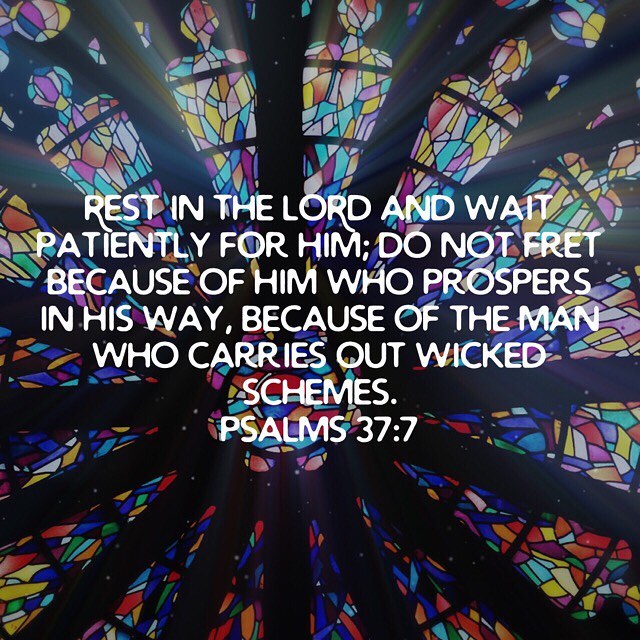 REST IN THE LORD AND WAIT
PATIENTLY FOR HIM; DO NOT FRET
BECAUSE OF HIM WHO PROSPERS
IN HIS WAY, BECAUSE OF THE MAN
WHO CARRIES OUT WICKED
SCHEMES.
PSALMS 37:7